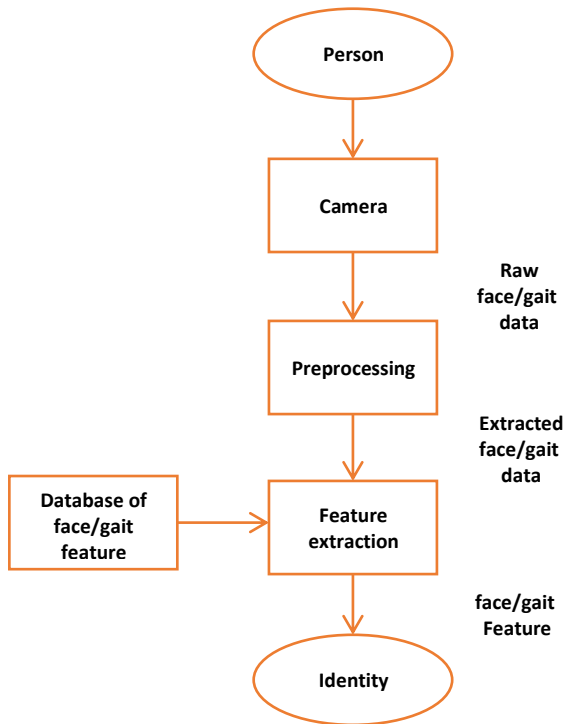 Person
Camera
Raw
face/gait
data
Preprocessing
Extracted
face/gait
data
Database of
face/gait
feature
Feature
extraction
face/gait
Feature
Identity